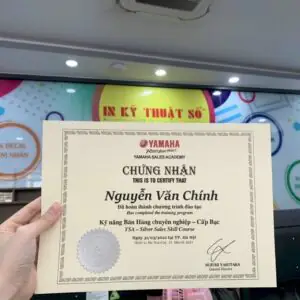 IN KỸ THUẬT SỐ
YAMAHA
YAMAHA SALES ACADEMY
CHỨNG NHẬN
THIS IS TO CERTIFY THAT
Nguyễn Văn Chính
Đã hoàn thành chương trình đào tạo
Has completed the training program
Kỹ năng Bán Hàng chuyên nghiệp – Cấp Bạc
YSA – Silver Sales Skill Course